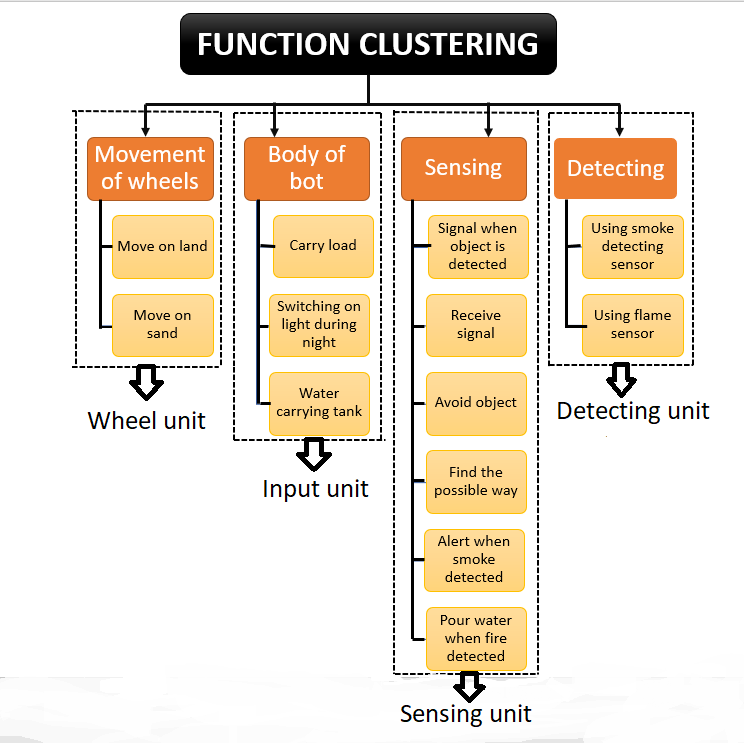 FUNCTION CLUSTERING
Movement
of wheels
Move on land
Move on
sand
Wheel unit
Body of
bot
Carry load
Switching on
light during
night
Water
carrying tank
Input unit
Sensing
Signal when
object is
detected
Receive
signal
Avoid object
Find the
possible way
Alert when
smoke
detected
Pour water
when fire
detected
Sensing unit
Detecting
Using smoke
detecting
sensor
Using flame
sensor
Detecting unit